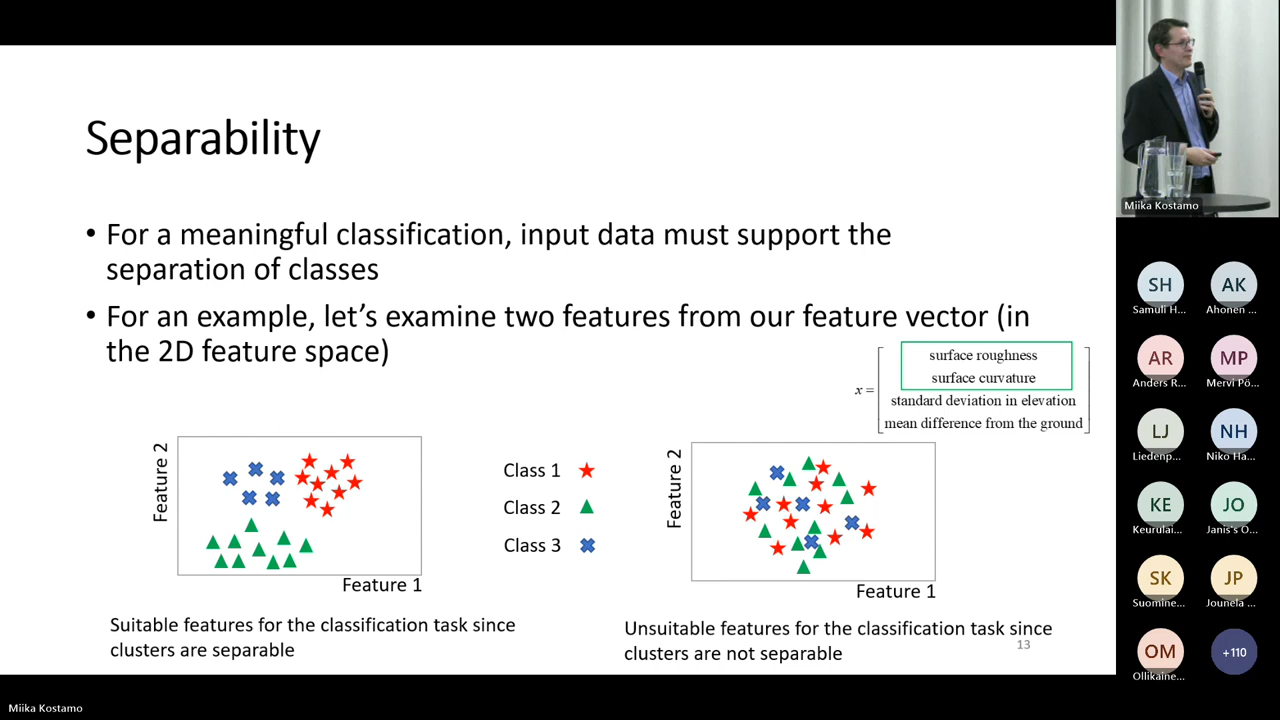 Separability
• For a meaningful classification, input data must support the
separation of classes
• For an example, let's examine two features from our feature vector (in
the 2D feature space)
x =
surface roughness
surface curvature
standard deviation in elevation
mean difference from the ground
Feature 2
Feature 1
Class 1
Class 2
Class 3
Feature 2
Feature 1
Suitable features for the classification task since
clusters are separable
Unsuitable features for the classification task since
clusters are not separable
13
Miika Kostamo
SH
Samuli H...
AK
Ahonen ...
AR
Anders R...
MP
Mervi Pö...
LJ
Liedenp...
NH
Niko Ha...
KE
Keurulai...
JO
Janis's O...
SK
Suomine...
JP
Jounela ...
OM
Ollikaine...
+110
Miika Kostamo